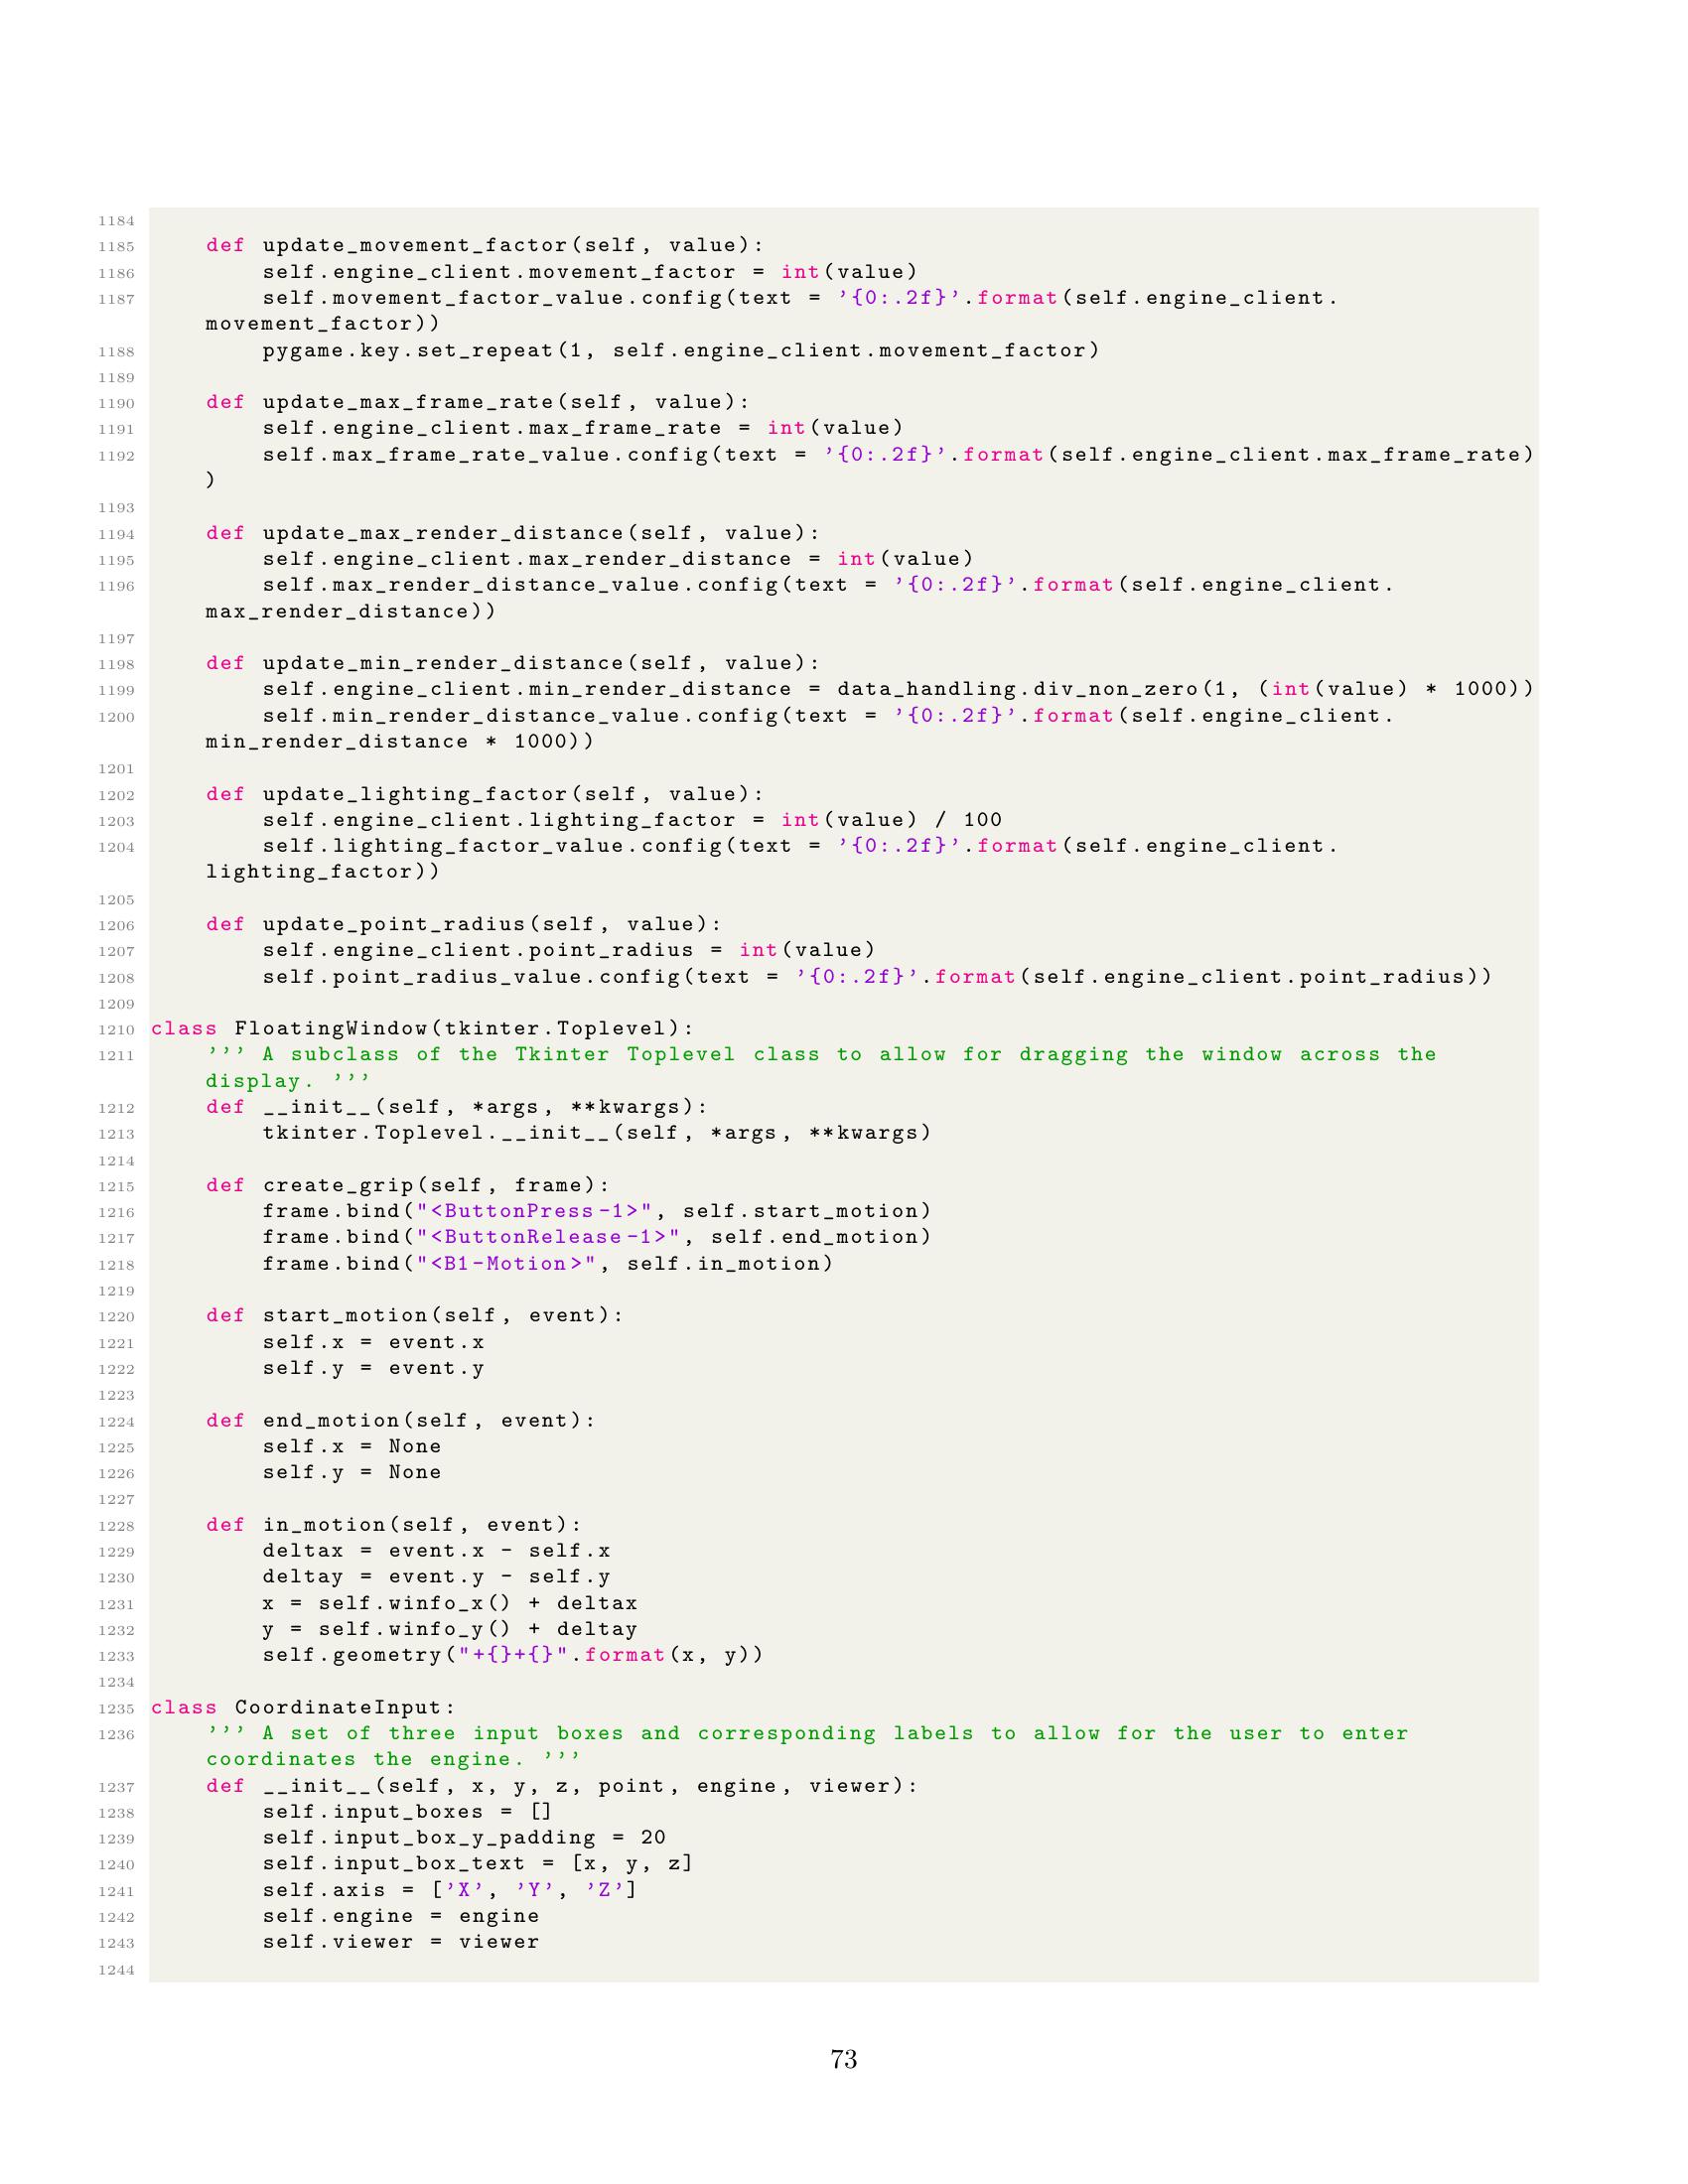 1184
1185     def update_movement_factor(self, value):
1186         self.engine_client.movement_factor = int(value)
1187         self.movement_factor_value.config(text = '{0:.2f}'.format(self.engine_client.
    movement_factor))
1188         pygame.key.set_repeat(1, self.engine_client.movement_factor)
1189
1190     def update_max_frame_rate(self, value):
1191         self.engine_client.max_frame_rate = int(value)
1192         self.max_frame_rate_value.config(text = '{0:.2f}'.format(self.engine_client.max_frame_rate)
    )
1193
1194     def update_max_render_distance(self, value):
1195         self.engine_client.max_render_distance = int(value)
1196         self.max_render_distance_value.config(text = '{0:.2f}'.format(self.engine_client.
    max_render_distance))
1197
1198     def update_min_render_distance(self, value):
1199         self.engine_client.min_render_distance = data_handling.div_non_zero(1, (int(value) * 1000))
1200         self.min_render_distance_value.config(text = '{0:.2f}'.format(self.engine_client.
    min_render_distance * 1000))
1201
1202     def update_lighting_factor(self, value):
1203         self.engine_client.lighting_factor = int(value) / 100
1204         self.lighting_factor_value.config(text = '{0:.2f}'.format(self.engine_client.
    lighting_factor))
1205
1206     def update_point_radius(self, value):
1207         self.engine_client.point_radius = int(value)
1208         self.point_radius_value.config(text = '{0:.2f}'.format(self.engine_client.point_radius))
1209
1210 class FloatingWindow(tkinter.Toplevel):
1211     ''' A subclass of the Tkinter Toplevel class to allow for dragging the window across the
    display. '''
1212     def __init__(self, *args, **kwargs):
1213         tkinter.Toplevel.__init__(self, *args, **kwargs)
1214
1215     def create_grip(self, frame):
1216         frame.bind("<ButtonPress-1>", self.start_motion)
1217         frame.bind("<ButtonRelease-1>", self.end_motion)
1218         frame.bind("<B1-Motion>", self.in_motion)
1219
1220     def start_motion(self, event):
1221         self.x = event.x
1222         self.y = event.y
1223
1224     def end_motion(self, event):
1225         self.x = None
1226         self.y = None
1227
1228     def in_motion(self, event):
1229         deltax = event.x - self.x
1230         deltay = event.y - self.y
1231         x = self.winfo_x() + deltax
1232         y = self.winfo_y() + deltay
1233         self.geometry("+{}+{}".format(x, y))
1234
1235 class CoordinateInput:
1236     ''' A set of three input boxes and corresponding labels to allow for the user to enter
    coordinates the engine. '''
1237     def __init__(self, x, y, z, point, engine, viewer):
1238         self.input_boxes = []
1239         self.input_box_y_padding = 20
1240         self.input_box_text = [x, y, z]
1241         self.axis = ['X', 'Y', 'Z']
1242         self.engine = engine
1243         self.viewer = viewer
1244
73